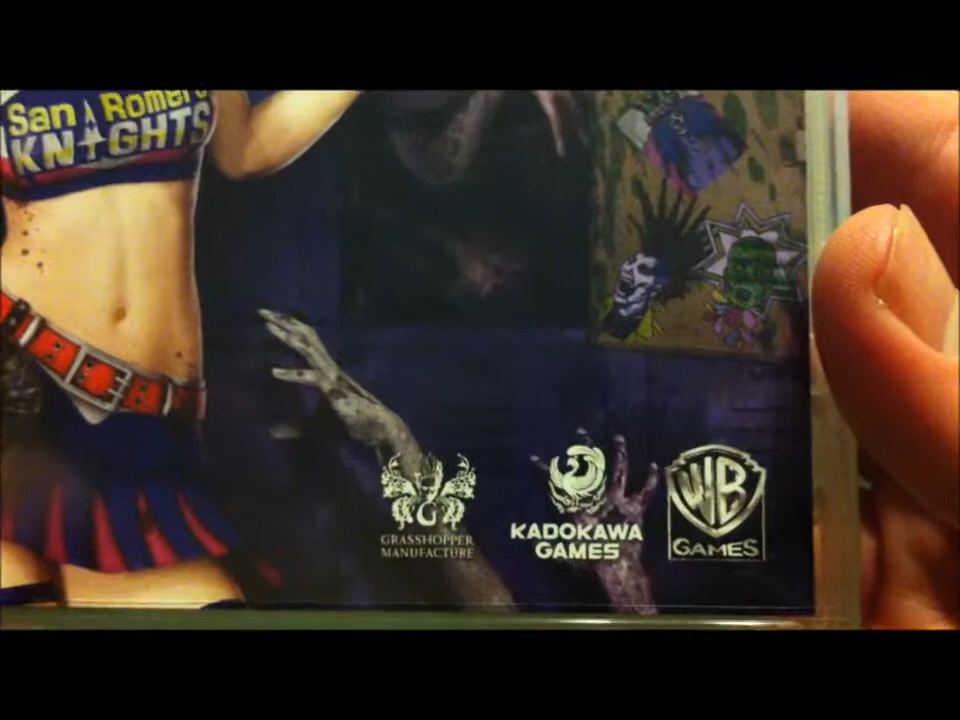 San Romero
KNIGHTS
GRASSHOPPER
MANUFACTURE
KADOKAWA
GAMES
WB
GAMES